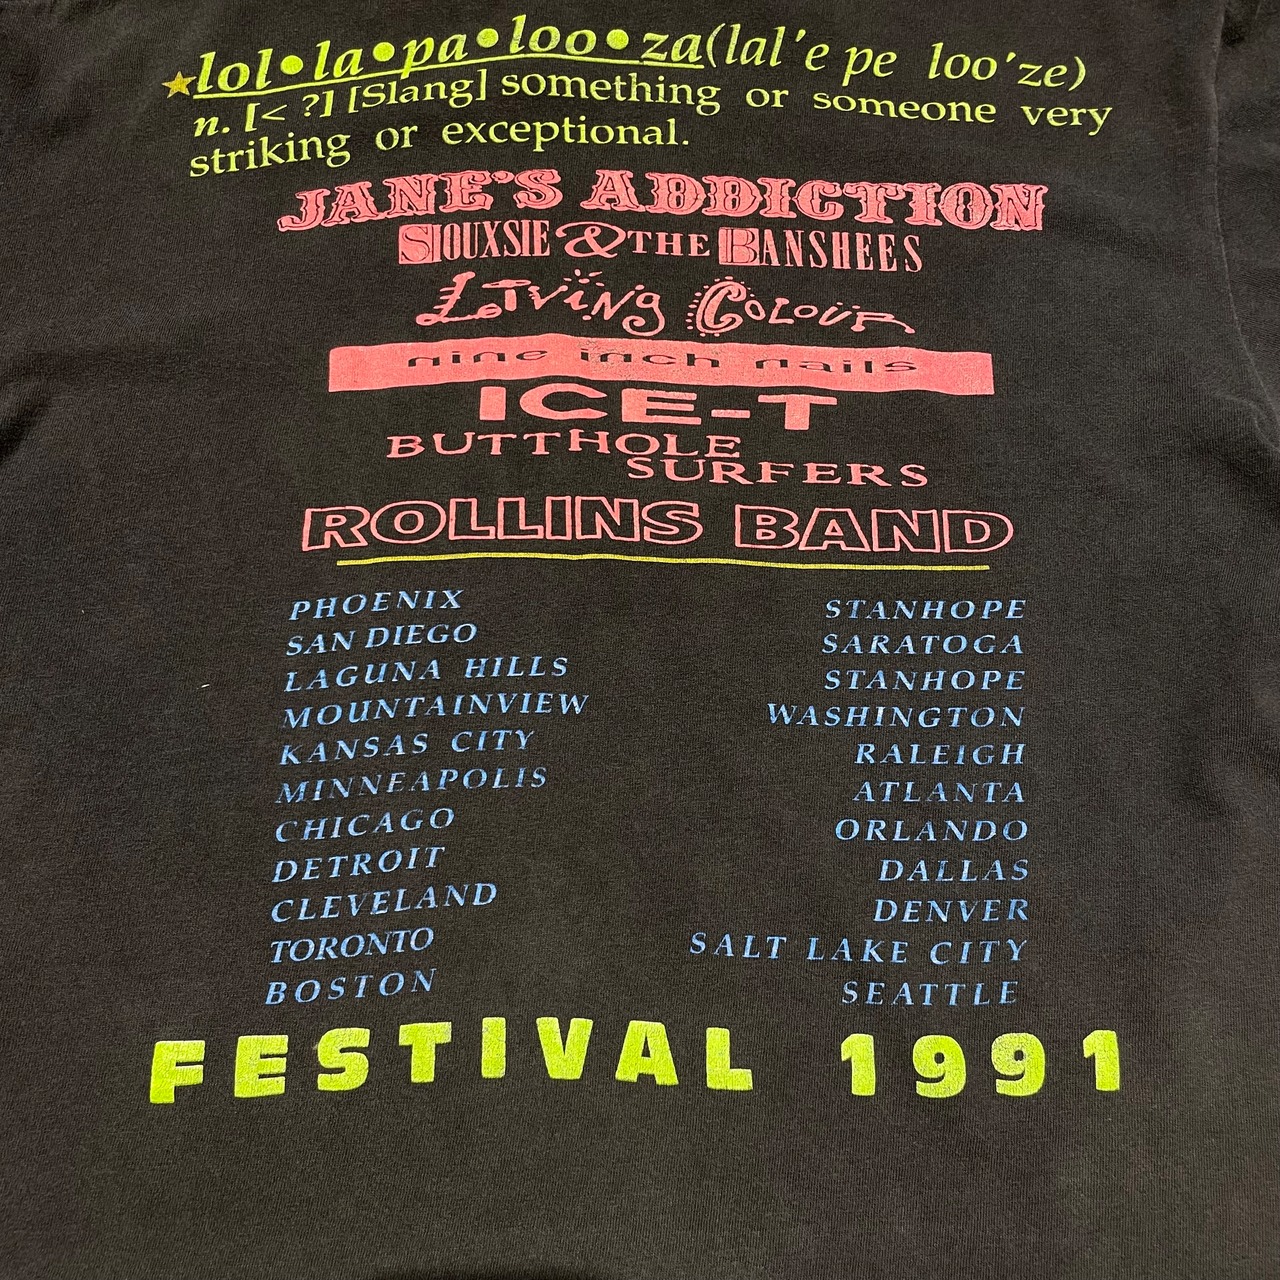 lol•la•pa•loo•za(lal'e pe loo'ze)
n. [< ?] [Slang] something or someone very
striking or exceptional.
JANE'S ADDICTION
SIOUXSIE & THE BANSHEES
LIVING COLOUR
nine inch nails
ICE-T
BUTTHOLE
SURFERS
ROLLINS BAND
PHOENIX
SAN DIEGO
LAGUNA HILLS
MOUNTAINVIEW
KANSAS CITY
MINNEAPOLIS
CHICAGO
DETROIT
CLEVELAND
TORONTO
BOSTON
STANHOPE
SARATOGA
STANHOPE
WASHINGTON
RALEIGH
ATLANTA
ORLANDO
DALLAS
DENVER
SALT LAKE CITY
SEATTLE
FESTIVAL 1991